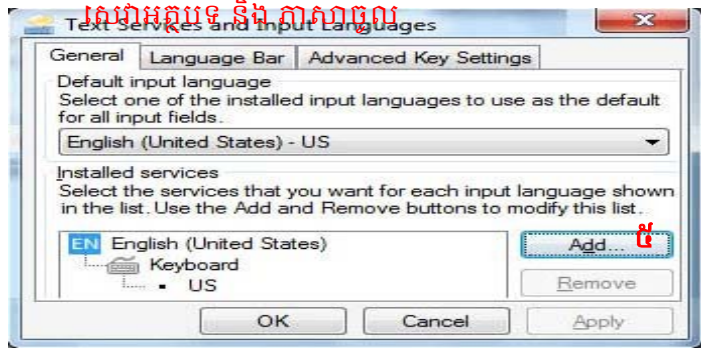 សេវាអត្ថបទ និង ភាសាចូល
Text Services and Input Languages
General Language Bar Advanced Key Settings
Default input language
Select one of the installed input languages to use as the default
for all input fields.
English (United States) - US
Installed services
Select the services that you want for each input language shown
in the list. Use the Add and Remove buttons to modify this list.
EN English (United States)
Add... ៥
Keyboard
US
Remove
OK Cancel Apply